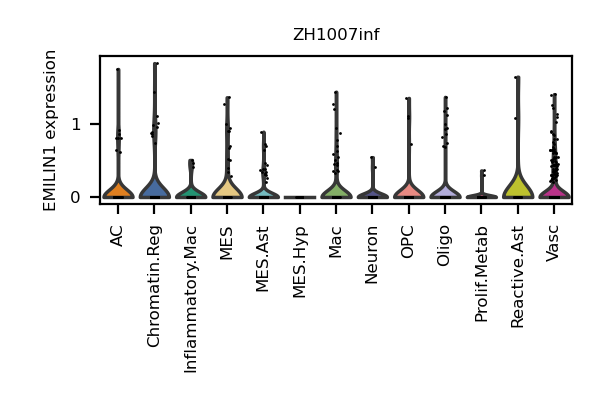 ZH1007inf
EMILIN1 expression
1
0
AC
Chromatin.Reg
Inflammatory.Mac
MES
MES.Ast
MES.Hyp
Mac
Neuron
OPC
Oligo
Prolif.Metab
Reactive.Ast
Vasc